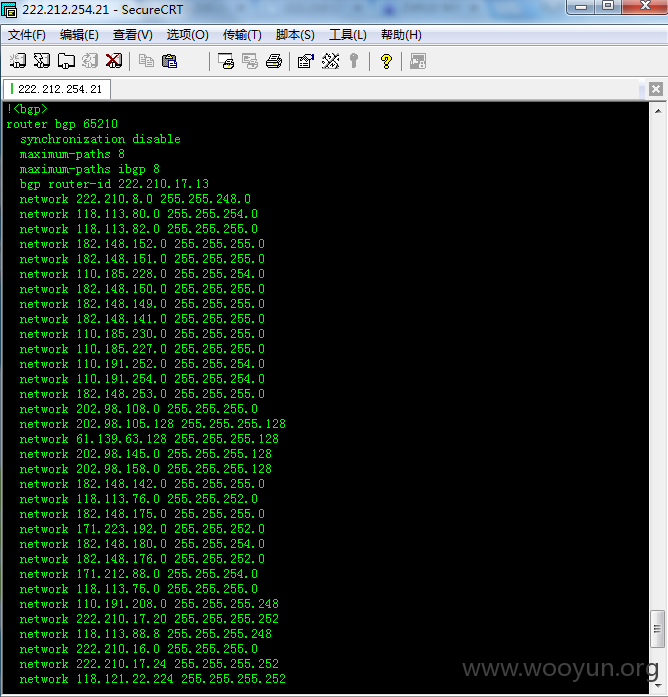 222.212.254.21 - SecureCRT
文件(F) 编辑(E) 查看(V) 选项(O) 传输(T) 脚本(S) 工具(L) 帮助(H)
222.212.254.21
!<bgp>
router bgp 65210
synchronization disable
maximum-paths 8
maximum-paths ibgp 8
bgp router-id 222.210.17.13
network 222.210.8.0 255.255.248.0
network 118.113.80.0 255.255.254.0
network 118.113.82.0 255.255.255.0
network 182.148.152.0 255.255.255.0
network 182.148.151.0 255.255.255.0
network 110.185.228.0 255.255.254.0
network 182.148.150.0 255.255.255.0
network 182.148.149.0 255.255.255.0
network 182.148.141.0 255.255.255.0
network 110.185.230.0 255.255.255.0
network 110.185.227.0 255.255.255.0
network 110.191.252.0 255.255.254.0
network 110.191.254.0 255.255.254.0
network 182.148.253.0 255.255.255.0
network 202.98.108.0 255.255.255.0
network 202.98.105.128 255.255.255.128
network 61.139.63.128 255.255.255.128
network 202.98.145.0 255.255.255.128
network 202.98.158.0 255.255.255.128
network 182.148.142.0 255.255.255.0
network 118.113.76.0 255.255.252.0
network 182.148.175.0 255.255.255.0
network 171.223.192.0 255.255.252.0
network 182.148.180.0 255.255.254.0
network 182.148.176.0 255.255.252.0
network 171.212.88.0 255.255.254.0
network 118.113.75.0 255.255.255.0
network 110.191.208.0 255.255.255.248
network 222.210.17.20 255.255.255.252
network 118.113.88.8 255.255.255.248
network 222.210.16.0 255.255.255.0
network 222.210.17.24 255.255.255.252
network 118.121.22.224 255.255.255.252
www.wooyun.org